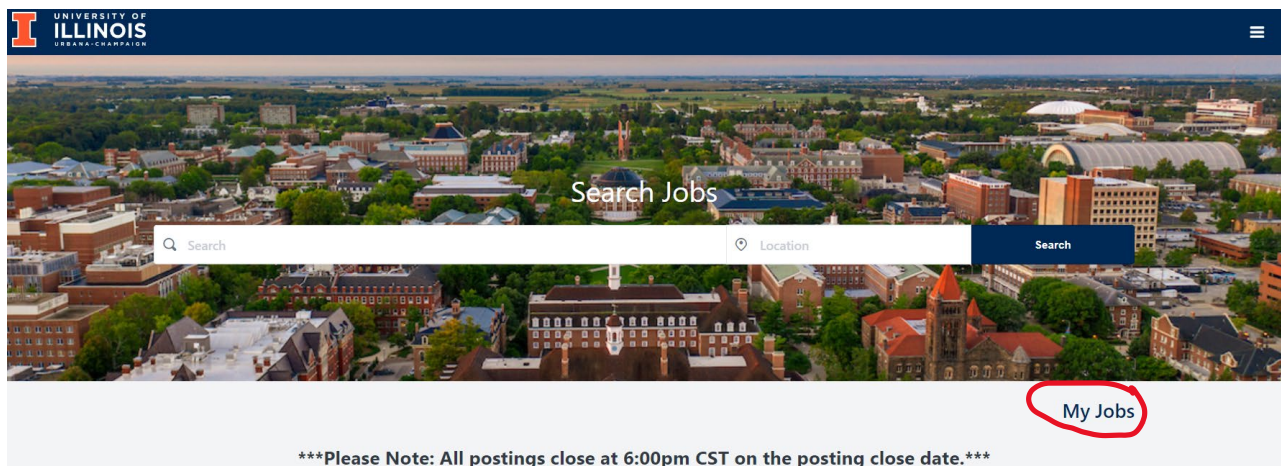 UNIVERSITY OF
ILLINOIS
URBANA-CHAMPAIGN
Search Jobs
Search Location Search
My Jobs
***Please Note: All postings close at 6:00pm CST on the posting close date.***